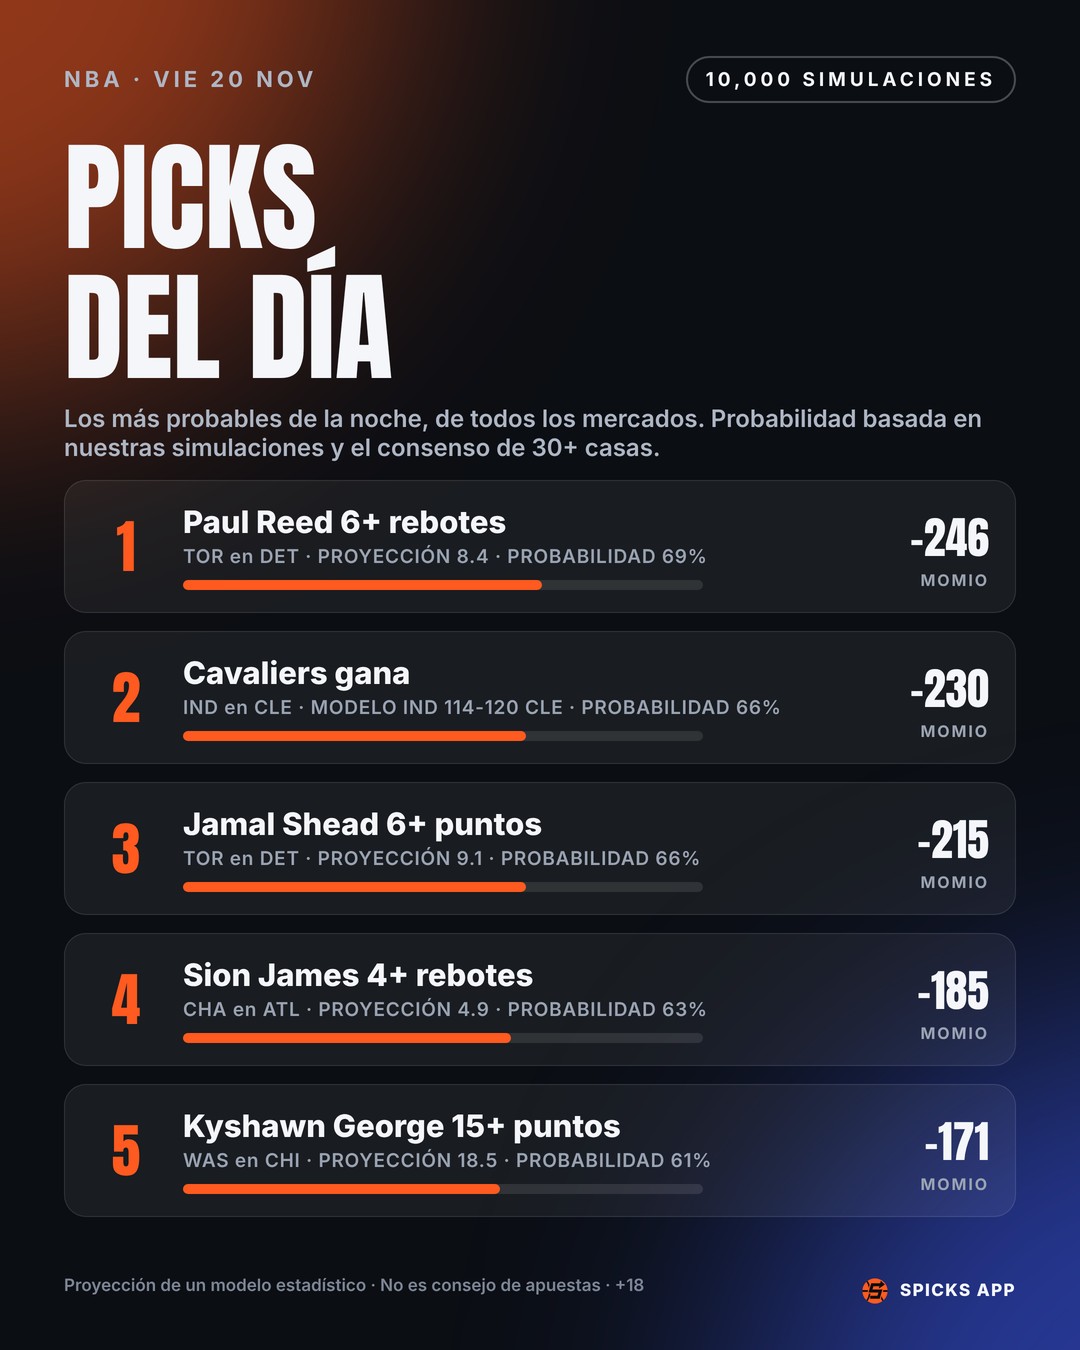 NBA · VIE 20 NOV
10,000 SIMULACIONES
PICKS
DEL DÍA
Los más probables de la noche, de todos los mercados. Probabilidad basada en
nuestras simulaciones y el consenso de 30+ casas.
1
Paul Reed 6+ rebotes
TOR en DET · PROYECCIÓN 8.4 · PROBABILIDAD 69%
-246
MOMIO
2
Cavaliers gana
IND en CLE · MODELO IND 114-120 CLE · PROBABILIDAD 66%
-230
MOMIO
3
Jamal Shead 6+ puntos
TOR en DET · PROYECCIÓN 9.1 · PROBABILIDAD 66%
-215
MOMIO
4
Sion James 4+ rebotes
CHA en ATL · PROYECCIÓN 4.9 · PROBABILIDAD 63%
-185
MOMIO
5
Kyshawn George 15+ puntos
WAS en CHI · PROYECCIÓN 18.5 · PROBABILIDAD 61%
-171
MOMIO
Proyección de un modelo estadístico · No es consejo de apuestas · +18
SPICKS APP